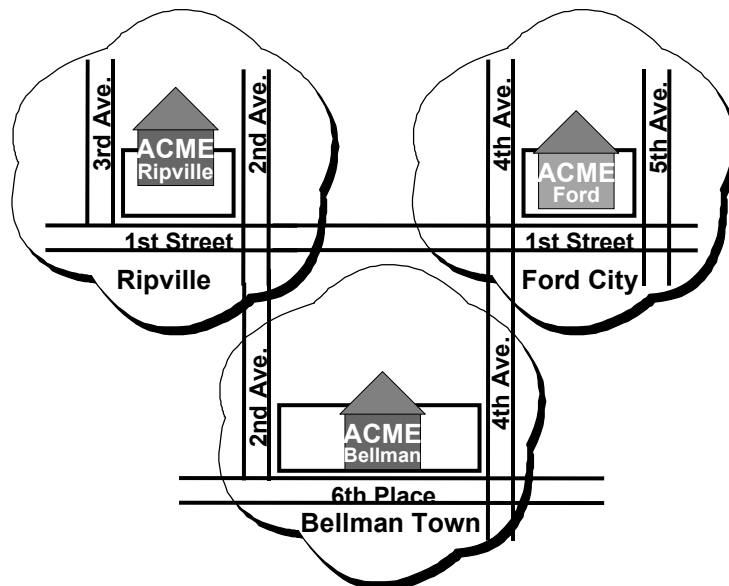 3rd Ave.
ACME
Ripville
2nd Ave.
4th Ave.
ACME
Ford
5th Ave.
1st Street
1st Street
Ripville
Ford City
2nd Ave.
ACME
Bellman
4th Ave.
6th Place
Bellman Town